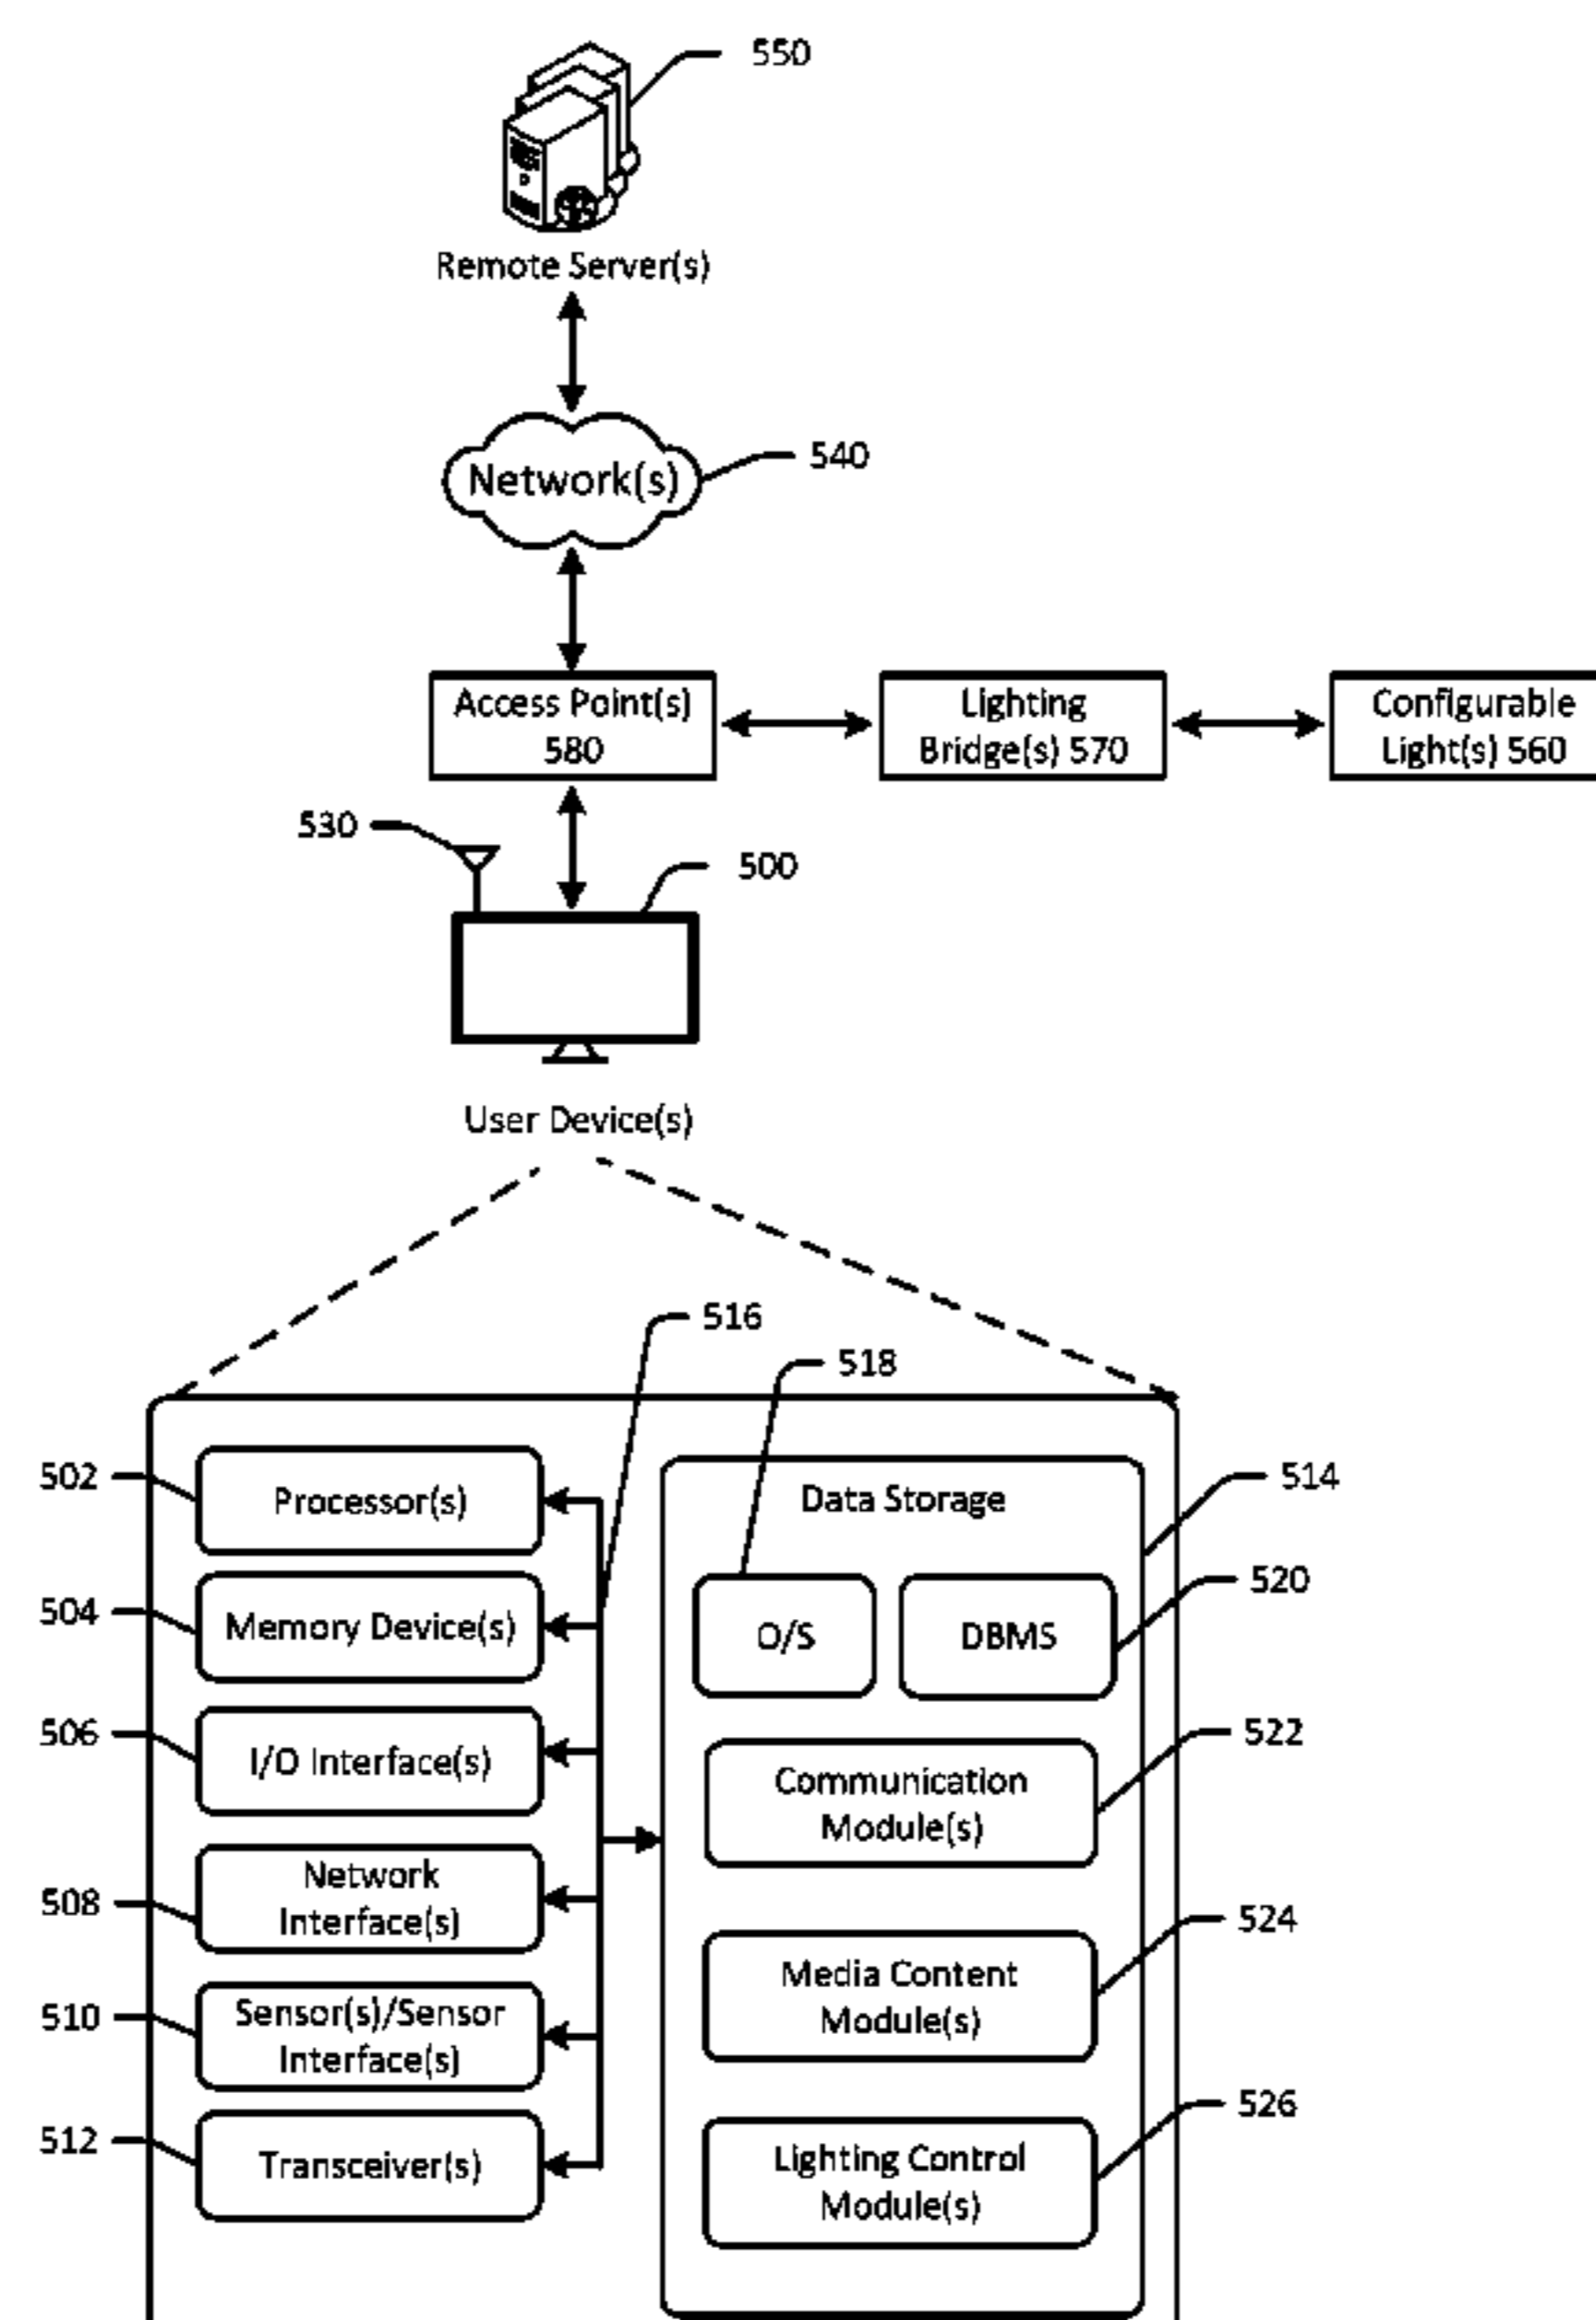 550
Remote Server(s)
Network(s)
540
Access Point(s)
580
Lighting
Bridge(s) 570
Configurable
Light(s) 560
530
500
User Device(s)
516
518
502
Processor(s)
Data Storage
514
504
Memory Device(s)
O/S
DBMS
520
506
I/O Interface(s)
Communication
Module(s)
522
508
Network
Interface(s)
Media Content
Module(s)
524
510
Sensor(s)/Sensor
Interface(s)
512
Transceiver(s)
Lighting Control
Module(s)
526